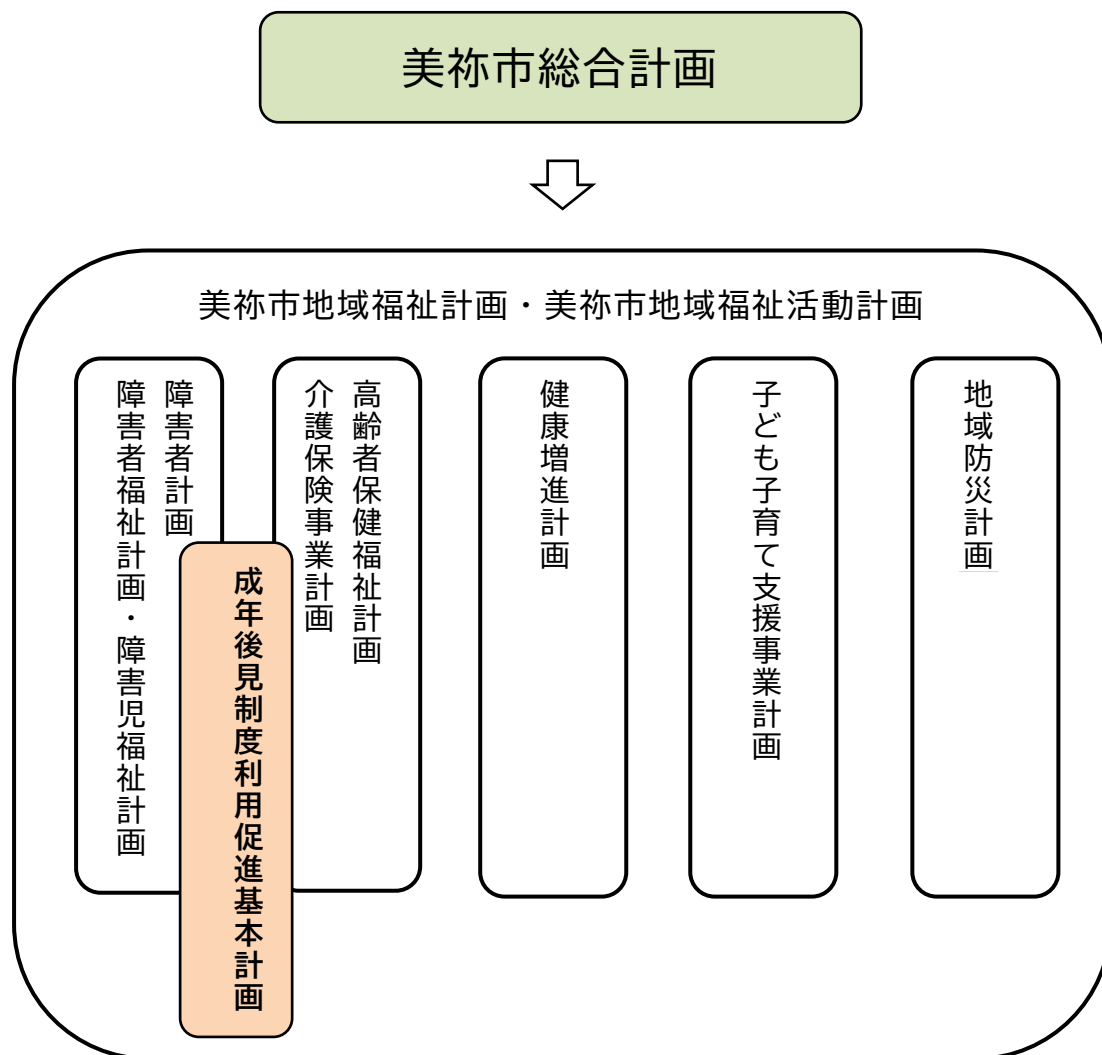 美祢市総合計画
美祢市地域福祉計画・美祢市地域福祉活動計画
障害者計画
障害者福祉計画・障害児福祉計画
成年後見制度利用促進基本計画
高齢者保健福祉計画
介護保険事業計画
健康増進計画
子ども子育て支援事業計画
地域防災計画